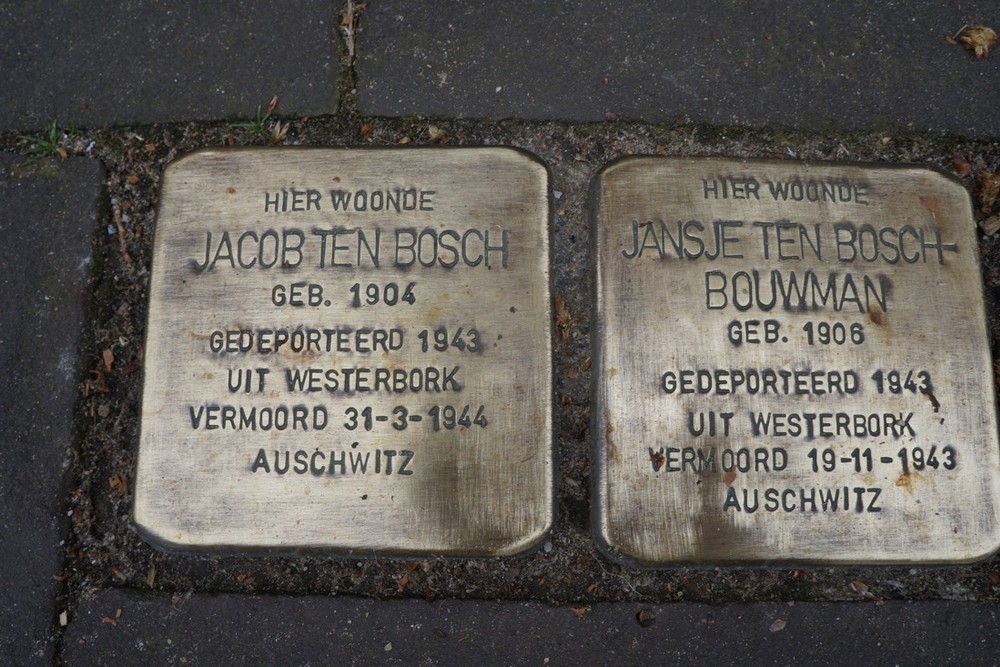 HIER WOONDE
JACOB TEN BOSCH
GEB. 1904
GEDEPORTEERD 1943
UIT WESTERBORK
VERMOORD 31-3-1944
AUSCHWITZ
HIER WOONDE
JANSJE TEN BOSCH-
BOUWMAN
GEB. 1906
GEDEPORTEERD 1943
UIT WESTERBORK
VERMOORD 19-11-1943
AUSCHWITZ